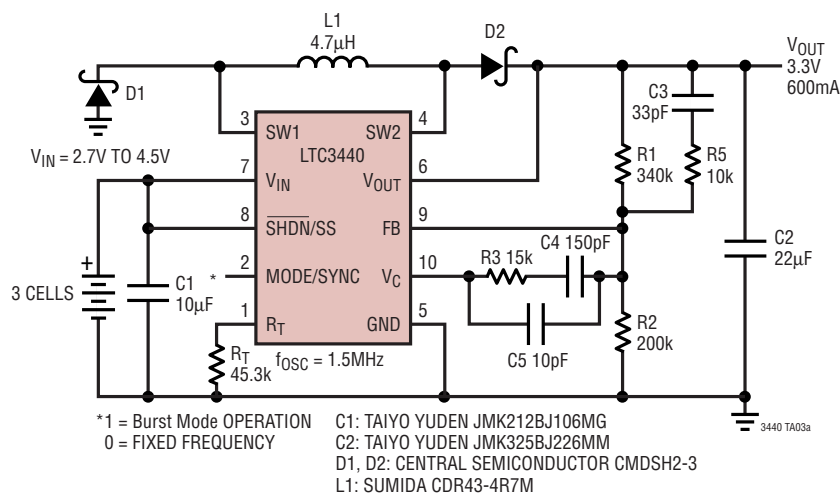 L1
4.7µH
D2
D1
VOUT
3.3V
600mA
C3
33pF
3
SW1
SW2
4
LTC3440
VIN = 2.7V TO 4.5V
7
VIN
VOUT
6
R1
340k
R5
10k
8
SHDN/SS
FB
9
2
MODE/SYNC
VC
10
*
R3 15k
C4 150pF
C2
22µF
+
3 CELLS
C1
10µF
1
RT
GND
5
C5 10pF
R2
200k
RT
45.3k
fOSC = 1.5MHz
*1 = Burst Mode OPERATION
0 = FIXED FREQUENCY
C1: TAIYO YUDEN JMK212BJ106MG
C2: TAIYO YUDEN JMK325BJ226MM
D1, D2: CENTRAL SEMICONDUCTOR CMDSH2-3
L1: SUMIDA CDR43-4R7M
3440 TA03a